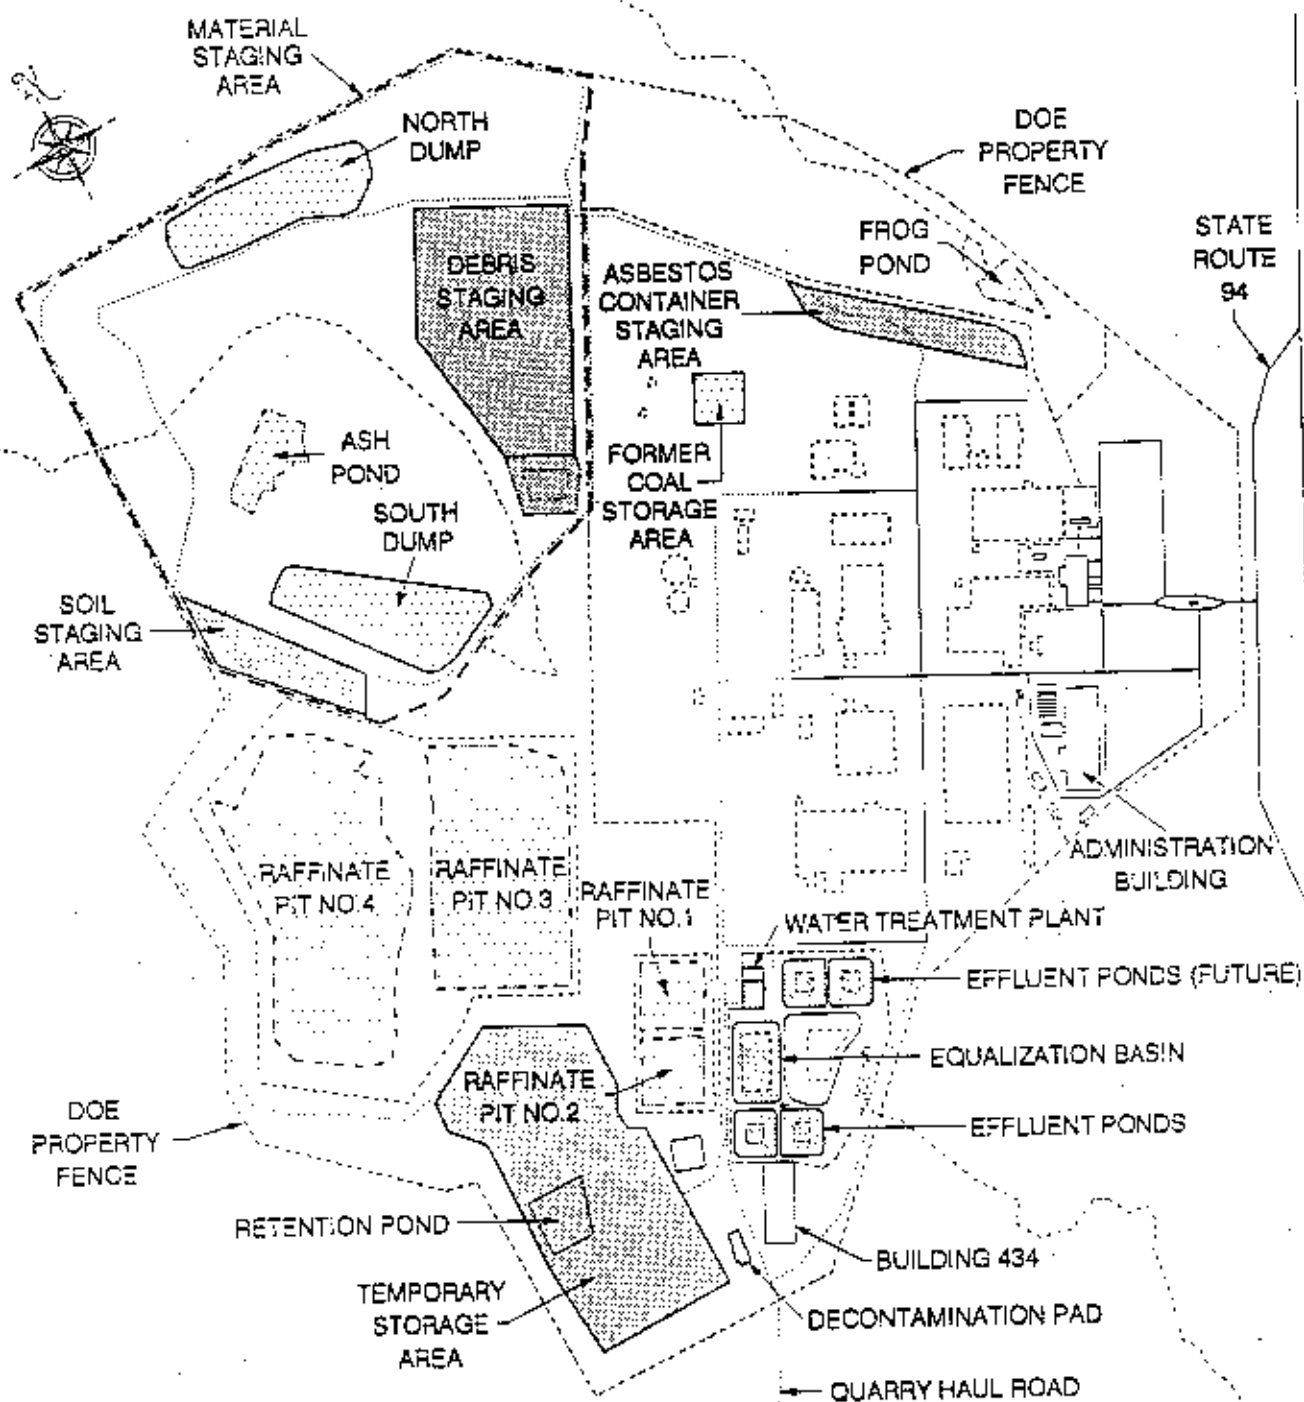 MATERIAL
STAGING
AREA
NORTH
DUMP
DOE
PROPERTY
FENCE
STATE
ROUTE
94
FROG
POND
DEBRIS
STAGING
AREA
ASBESTOS
CONTAINER
STAGING
AREA
ASH
POND
FORMER
COAL
STORAGE
AREA
SOUTH
DUMP
SOIL
STAGING
AREA
RAFFINATE
PIT NO.4
RAFFINATE
PIT NO.3
RAFFINATE
PIT NO.1
ADMINISTRATION
BUILDING
WATER TREATMENT PLANT
EFFLUENT PONDS (FUTURE)
EQUALIZATION BASIN
RAFFINATE
PIT NO.2
DOE
PROPERTY
FENCE
EFFLUENT PONDS
RETENTION POND
BUILDING 434
TEMPORARY
STORAGE
AREA
DECONTAMINATION PAD
QUARRY HAUL ROAD